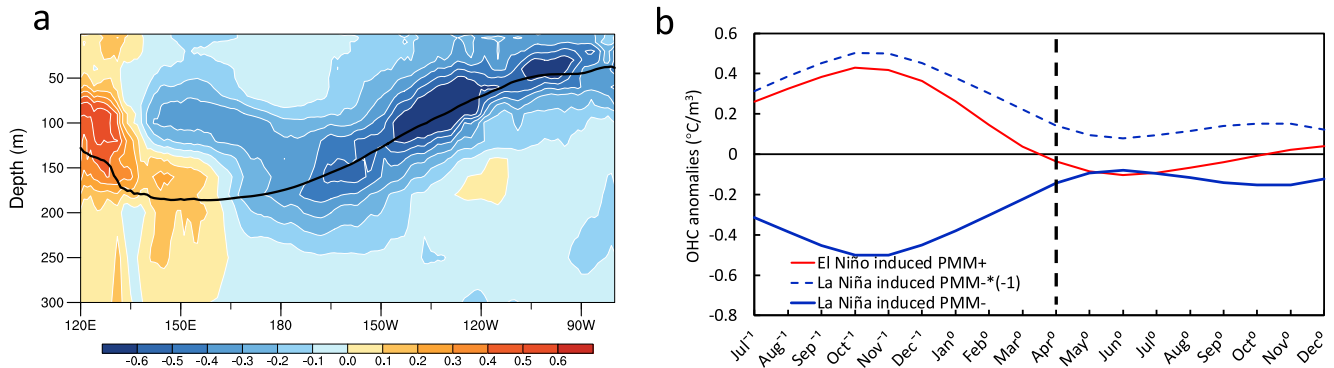 a
50
100
150
200
250
300
Depth (m)
120E 150E 180 150W 120W 90W
-0.6 -0.5 -0.4 -0.3 -0.2 -0.1 0.0 0.1 0.2 0.3 0.4 0.5 0.6
b
0.6
0.4
0.2
0
-0.2
-0.4
-0.6
-0.8
OHC anomalies (°C/m³)
El Niño induced PMM+
La Niña induced PMM-*(-1)
La Niña induced PMM-
Jul⁻¹ Aug⁻¹ Sep⁻¹ Oct⁻¹ Nov⁻¹ Dec⁻¹ Jan⁰ Feb⁰ Mar⁰ Apr⁰ May⁰ Jun⁰ Jul⁰ Aug⁰ Sep⁰ Oct⁰ Nov⁰ Dec⁰